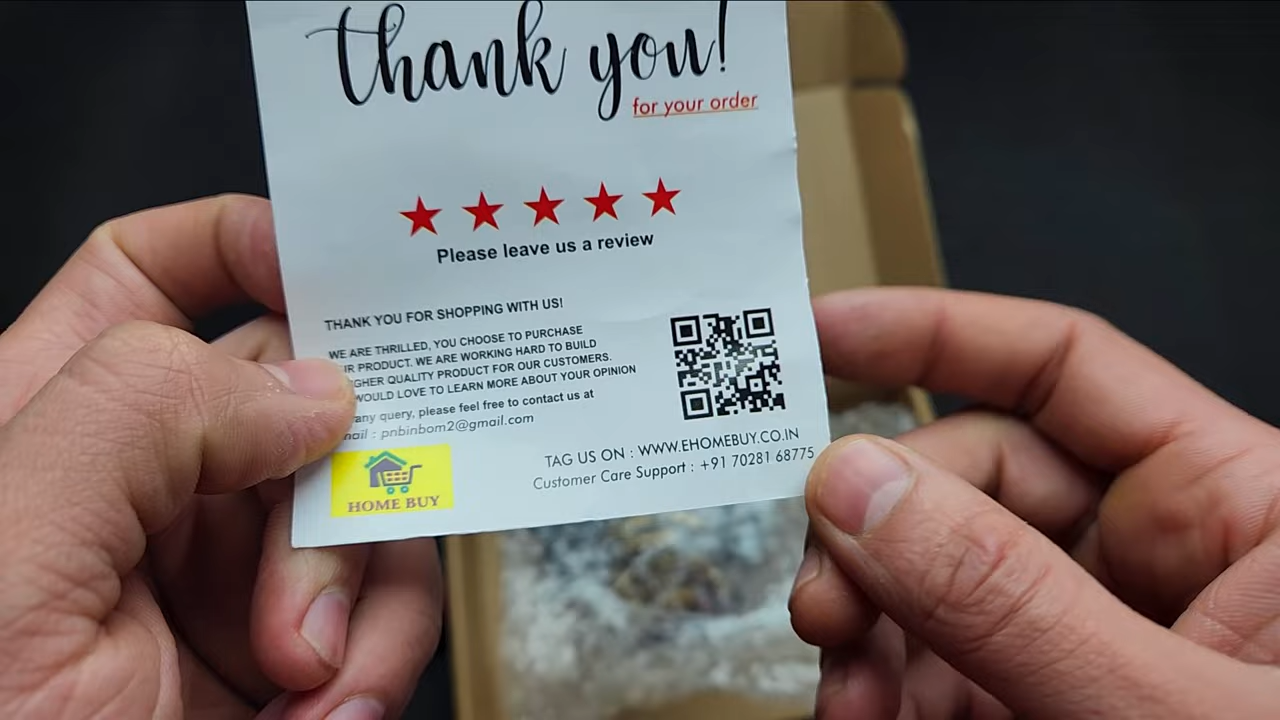 thank you!
for your order
Please leave us a review
THANK YOU FOR SHOPPING WITH US!
WE ARE THRILLED, YOU CHOOSE TO PURCHASE
PRODUCT. WE ARE WORKING HARD TO BUILD
QUALITY PRODUCT FOR OUR CUSTOMERS.
WOULD LOVE TO LEARN MORE ABOUT YOUR OPINION
any query, please feel free to contact us at
: pnbinbom2@gmail.com
TAG US ON : WWW.EHOMEBUY.CO.IN
Customer Care Support : +91 70281 68775
HOME BUY